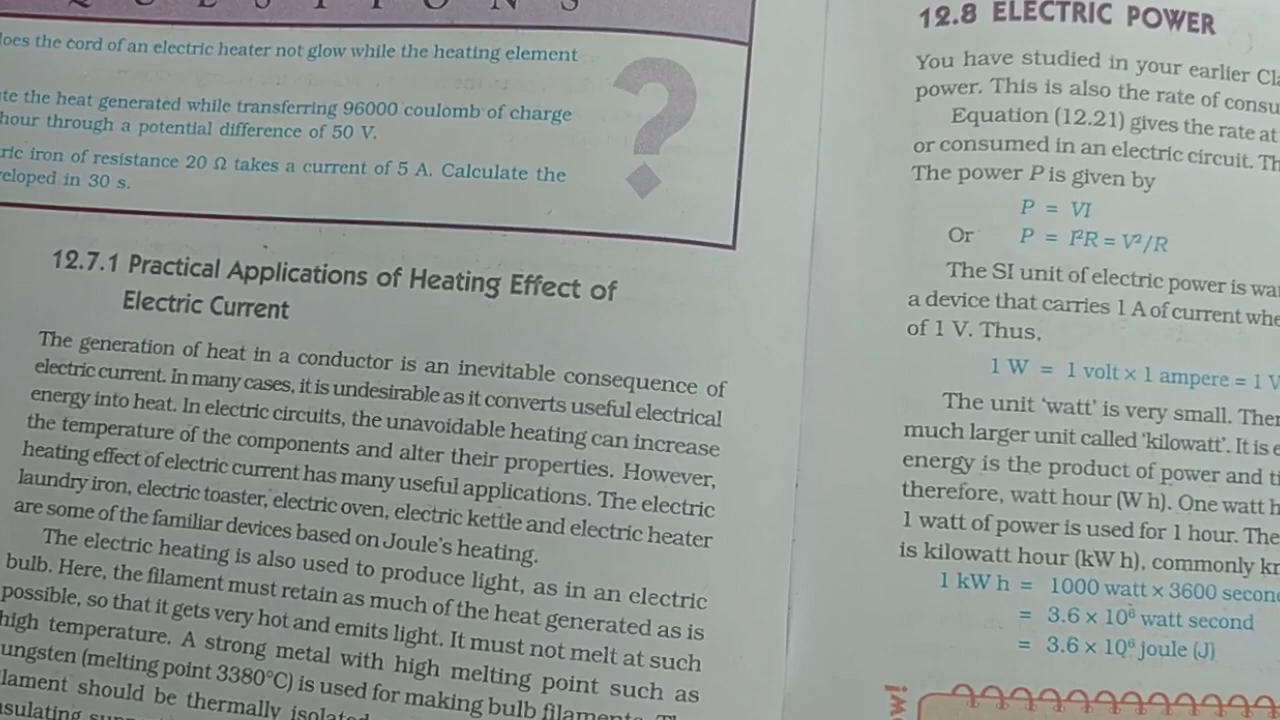 Q U E S T I O N S
does the cord of an electric heater not glow while the heating element
the heat generated while transferring 96000 coulomb of charge
hour through a potential difference of 50 V.
iron of resistance 20 Ω takes a current of 5 A. Calculate the
in 30 s.
?
12.7.1 Practical Applications of Heating Effect of
Electric Current
The generation of heat in a conductor is an inevitable consequence of
electric current. In many cases, it is undesirable as it converts useful electrical
energy into heat. In electric circuits, the unavoidable heating can increase
the temperature of the components and alter their properties. However,
heating effect of electric current has many useful applications. The electric
laundry iron, electric toaster, electric oven, electric kettle and electric heater
are some of the familiar devices based on Joule's heating.
The electric heating is also used to produce light, as in an electric
bulb. Here, the filament must retain as much of the heat generated as is
possible, so that it gets very hot and emits light. It must not melt at such
high temperature. A strong metal with high melting point such as
ungsten (melting point 3380°C) is used for making bulb filaments.
lament should be thermally
12.8 ELECTRIC POWER
You have studied in your earlier
power. This is also the rate of
Equation (12.21) gives the rate at
or consumed in an electric circuit.
The power P is given by
P = VI
Or P = I²R = V²/R
The SI unit of electric power is
a device that carries 1 A of current
of 1 V. Thus,
1 W = 1 volt × 1 ampere = 1 V
The unit 'watt' is very small.
much larger unit called 'kilowatt'. It is
energy is the product of power and
therefore, watt hour (W h). One watt
1 watt of power is used for 1 hour. The
is kilowatt hour (kW h), commonly
1 kW h = 1000 watt × 3600 second
= 3.6 × 10⁶ watt second
= 3.6 × 10⁶ joule (J)